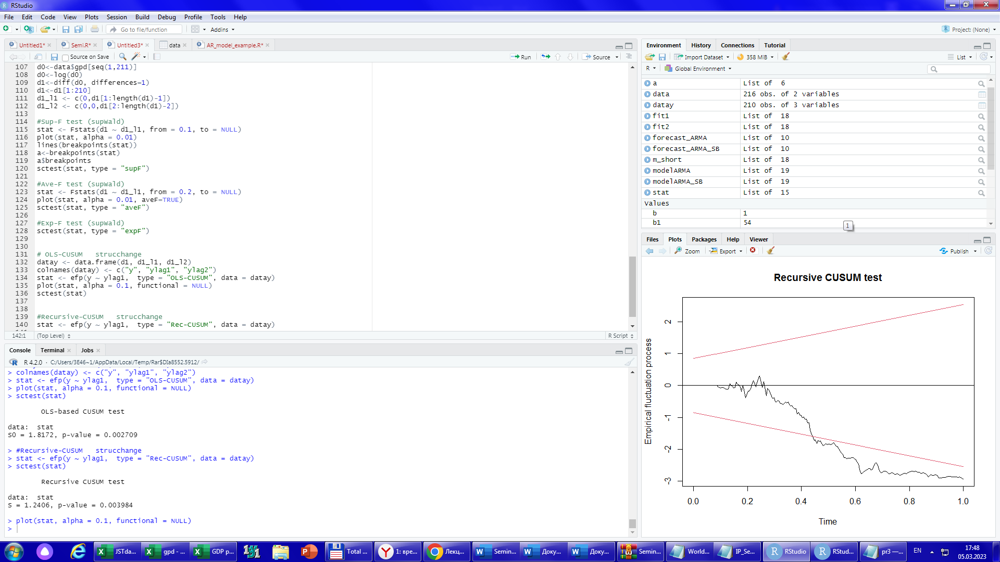 RStudio
File Edit Code View Plots Session Build Debug Profile Tools Help
Go to file/function Addins Project: (None)
Untitled1* Semi.R* Untitled3* data AR_model_example.R*
Source on Save Run Source
107 d0<-data$gpd[seq(1,211)]
108 d0<-log(d0)
109 d1<-diff(d0, differences=1)
110 d1<-d1[1:210]
111 d1_l1 <- c(0,d1[1:length(d1)-1])
112 d1_l2 <- c(0,0,d1[2:length(d1)-2])
113
114 #Sup-F test (supWald)
115 stat <- Fstats(d1 ~ d1_l1, from = 0.1, to = NULL)
116 plot(stat, alpha = 0.01)
117 lines(breakpoints(stat))
118 a<-breakpoints(stat)
119 a$breakpoints
120 sctest(stat, type = "supF")
121
122 #Ave-F test (supWald)
123 stat <- Fstats(d1 ~ d1_l1, from = 0.2, to = NULL)
124 plot(stat, alpha = 0.01, aveF=TRUE)
125 sctest(stat, type = "aveF")
126
127 #Exp-F test (supWald)
128 sctest(stat, type = "expF")
129
130
131 # OLS-CUSUM   strucchange
132 datay <- data.frame(d1, d1_l1, d1_l2)
133 colnames(datay) <- c("y", "ylag1", "ylag2")
134 stat <- efp(y ~ ylag1,  type = "OLS-CUSUM", data = datay)
135 plot(stat, alpha = 0.1, functional = NULL)
136 sctest(stat)
137
138
139 #Recursive-CUSUM   strucchange
140 stat <- efp(y ~ ylag1,  type = "Rec-CUSUM", data = datay)
142:1 (Top Level) R Script
Console Terminal Jobs
R 4.2.0 · C:/Users/3E46~1/AppData/Local/Temp/Rar$DIa8552.5912/
> colnames(datay) <- c("y", "ylag1", "ylag2")
> stat <- efp(y ~ ylag1,  type = "OLS-CUSUM", data = datay)
> plot(stat, alpha = 0.1, functional = NULL)
> sctest(stat)
OLS-based CUSUM test
data:  stat
S0 = 1.8172, p-value = 0.002709
> #Recursive-CUSUM   strucchange
> stat <- efp(y ~ ylag1,  type = "Rec-CUSUM", data = datay)
> sctest(stat)
Recursive CUSUM test
data:  stat
S = 1.2406, p-value = 0.003984
> plot(stat, alpha = 0.1, functional = NULL)
>
Environment History Connections Tutorial
Import Dataset 358 MiB List
R Global Environment
a List of  6
data 216 obs. of 2 variables
datay 210 obs. of 3 variables
fit1 List of  18
fit2 List of  18
forecast_ARMA List of  10
forecast_ARMA_SB List of  10
m_short List of  18
modelARMA List of  19
modelARMA_SB List of  19
stat List of  15
Values
b 1
b1 54
1
Files Plots Packages Help Viewer
Zoom Export Publish
Recursive CUSUM test
Empirical fluctuation process
2
1
0
-1
-2
-3
0.0 0.2 0.4 0.6 0.8 1.0
Time
JSTda... gpd - ... GDP p... Total ... 1: вре... Лекц... Semin... Доку... Доку... Semin... World... IP_Se... RStudio RStud... pr3 —... EN 17:48
05.03.2023